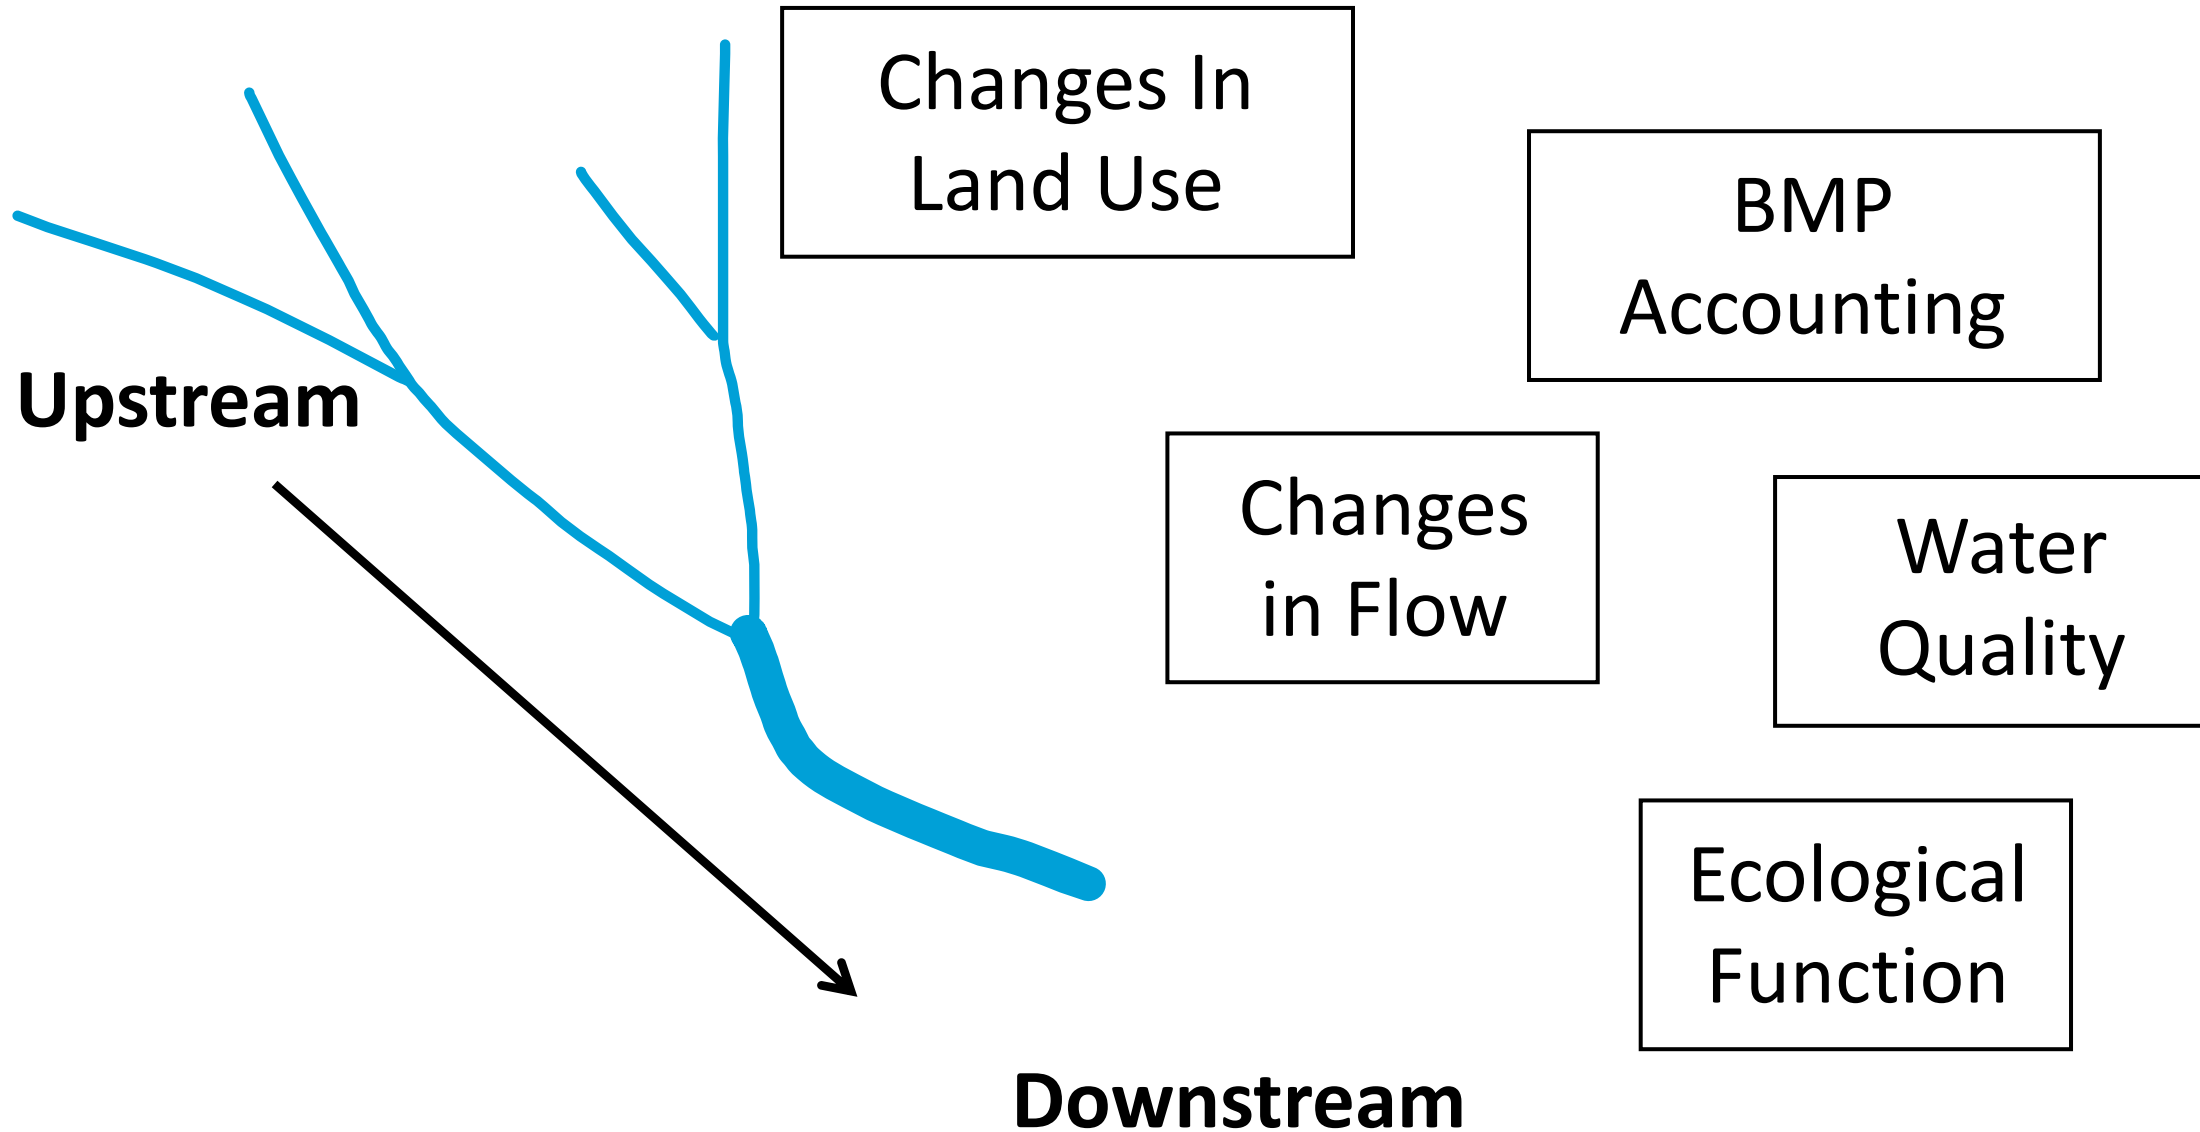 Changes In
Land Use
BMP
Accounting
Upstream
Changes
in Flow
Water
Quality
Ecological
Function
Downstream